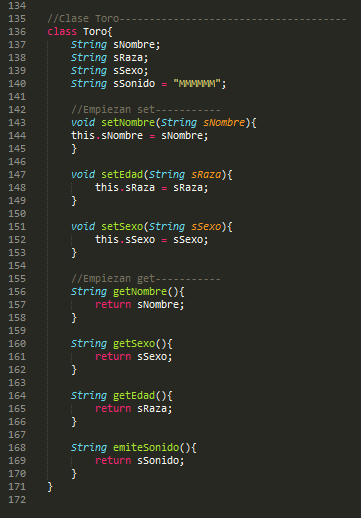 134
135 //Clase Toro------------------------------------
136 class Toro{
137 String sNombre;
138 String sRaza;
139 String sSexo;
140 String sSonido = "MMMMMM";
141
142 //Empiezan set-----------
143 void setNombre(String sNombre){
144 this.sNombre = sNombre;
145 }
146
147 void setEdad(String sRaza){
148 this.sRaza = sRaza;
149 }
150
151 void setSexo(String sSexo){
152 this.sSexo = sSexo;
153 }
154
155 //Empiezan get-----------
156 String getNombre(){
157 return sNombre;
158 }
159
160 String getSexo(){
161 return sSexo;
162 }
163
164 String getEdad(){
165 return sRaza;
166 }
167
168 String emiteSonido(){
169 return sSonido;
170 }
171 }
172